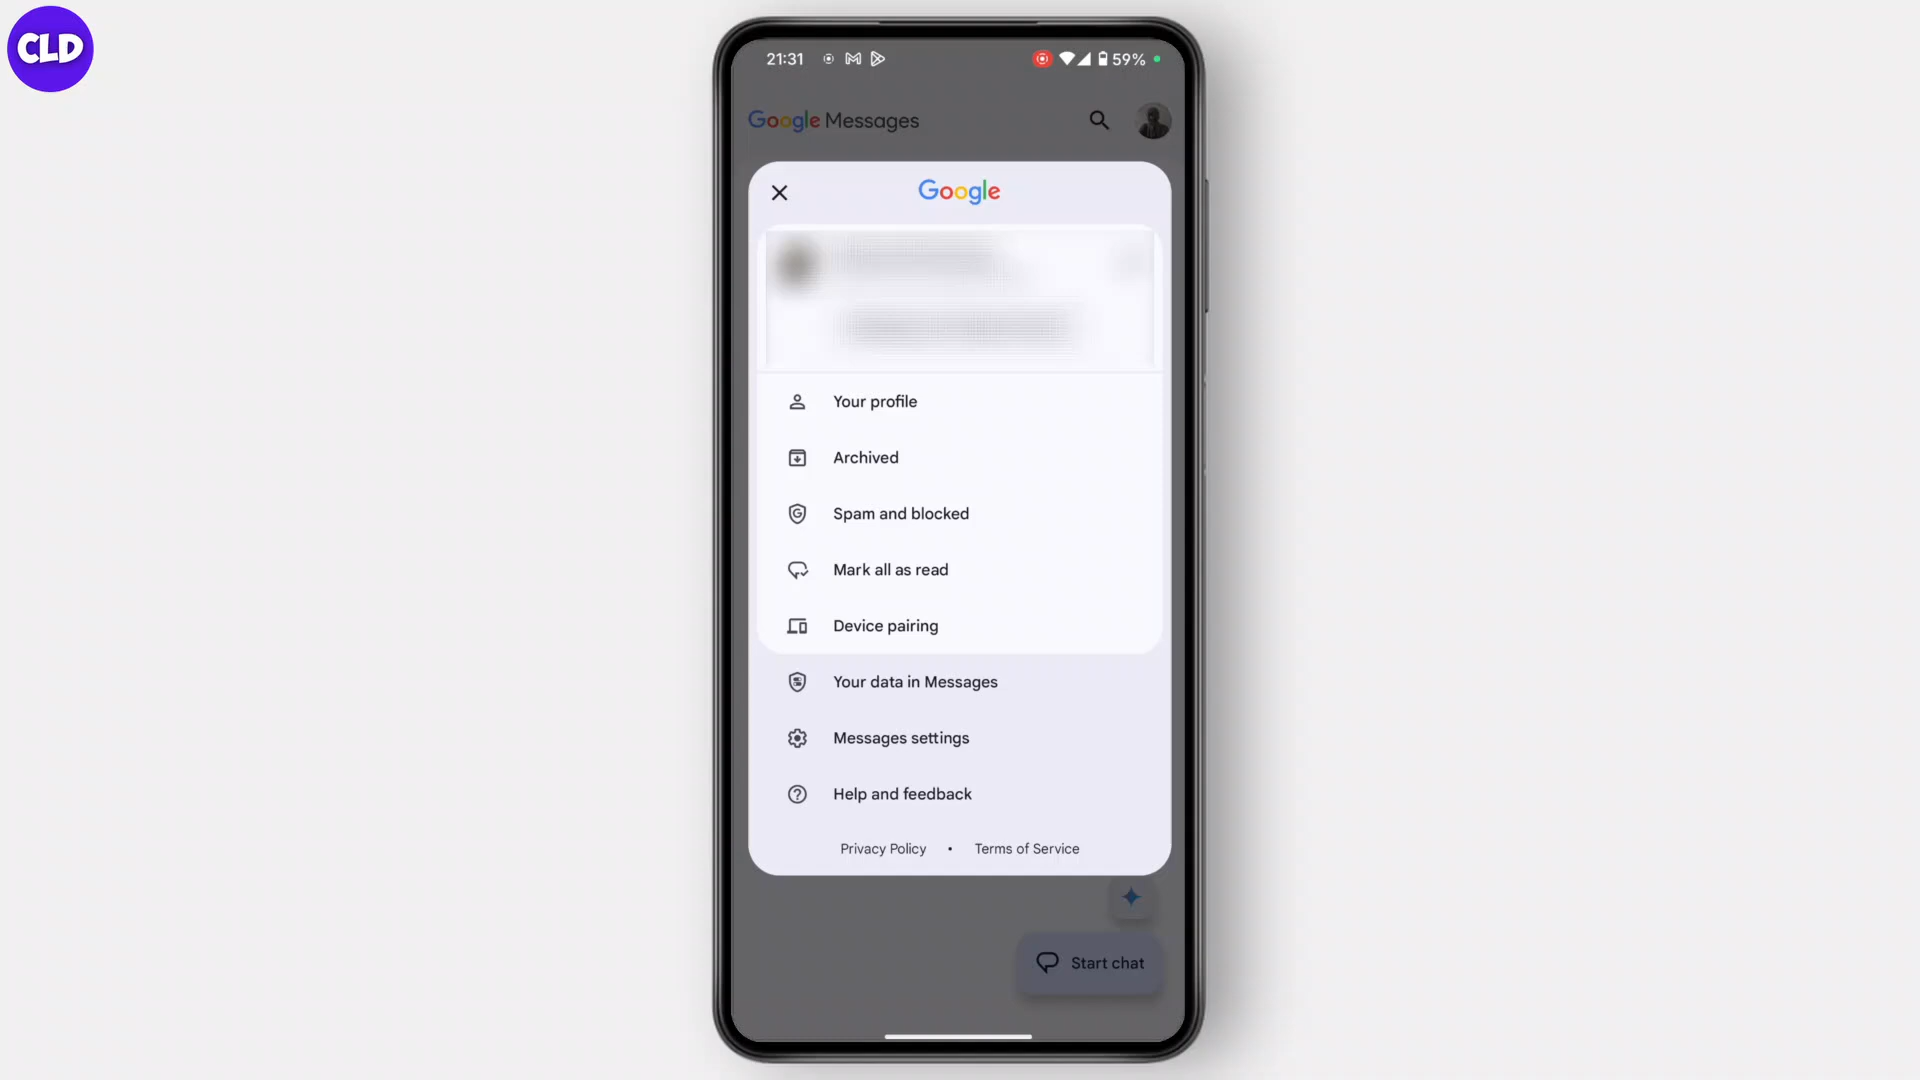 CLD
21:31
59%
Google Messages
Google
Your profile
Archived
Spam and blocked
Mark all as read
Device pairing
Your data in Messages
Messages settings
Help and feedback
Privacy Policy • Terms of Service
Start chat